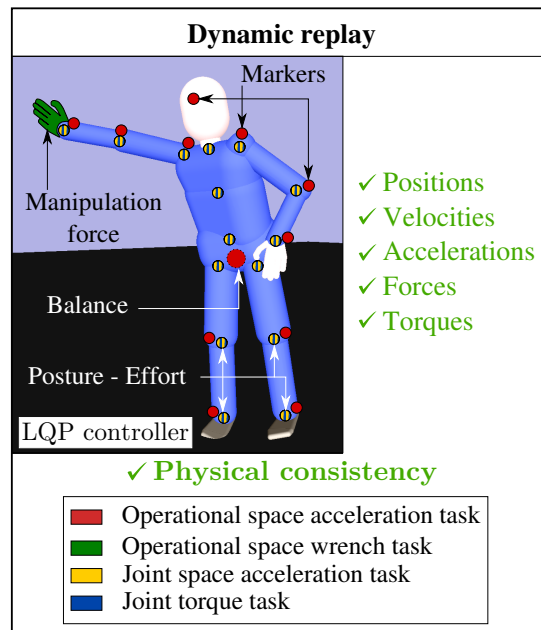 Dynamic replay
Markers
Manipulation
force
Balance
Posture - Effort
LQP controller
✓ Positions
✓ Velocities
✓ Accelerations
✓ Forces
✓ Torques
✓ Physical consistency
Operational space acceleration task
Operational space wrench task
Joint space acceleration task
Joint torque task